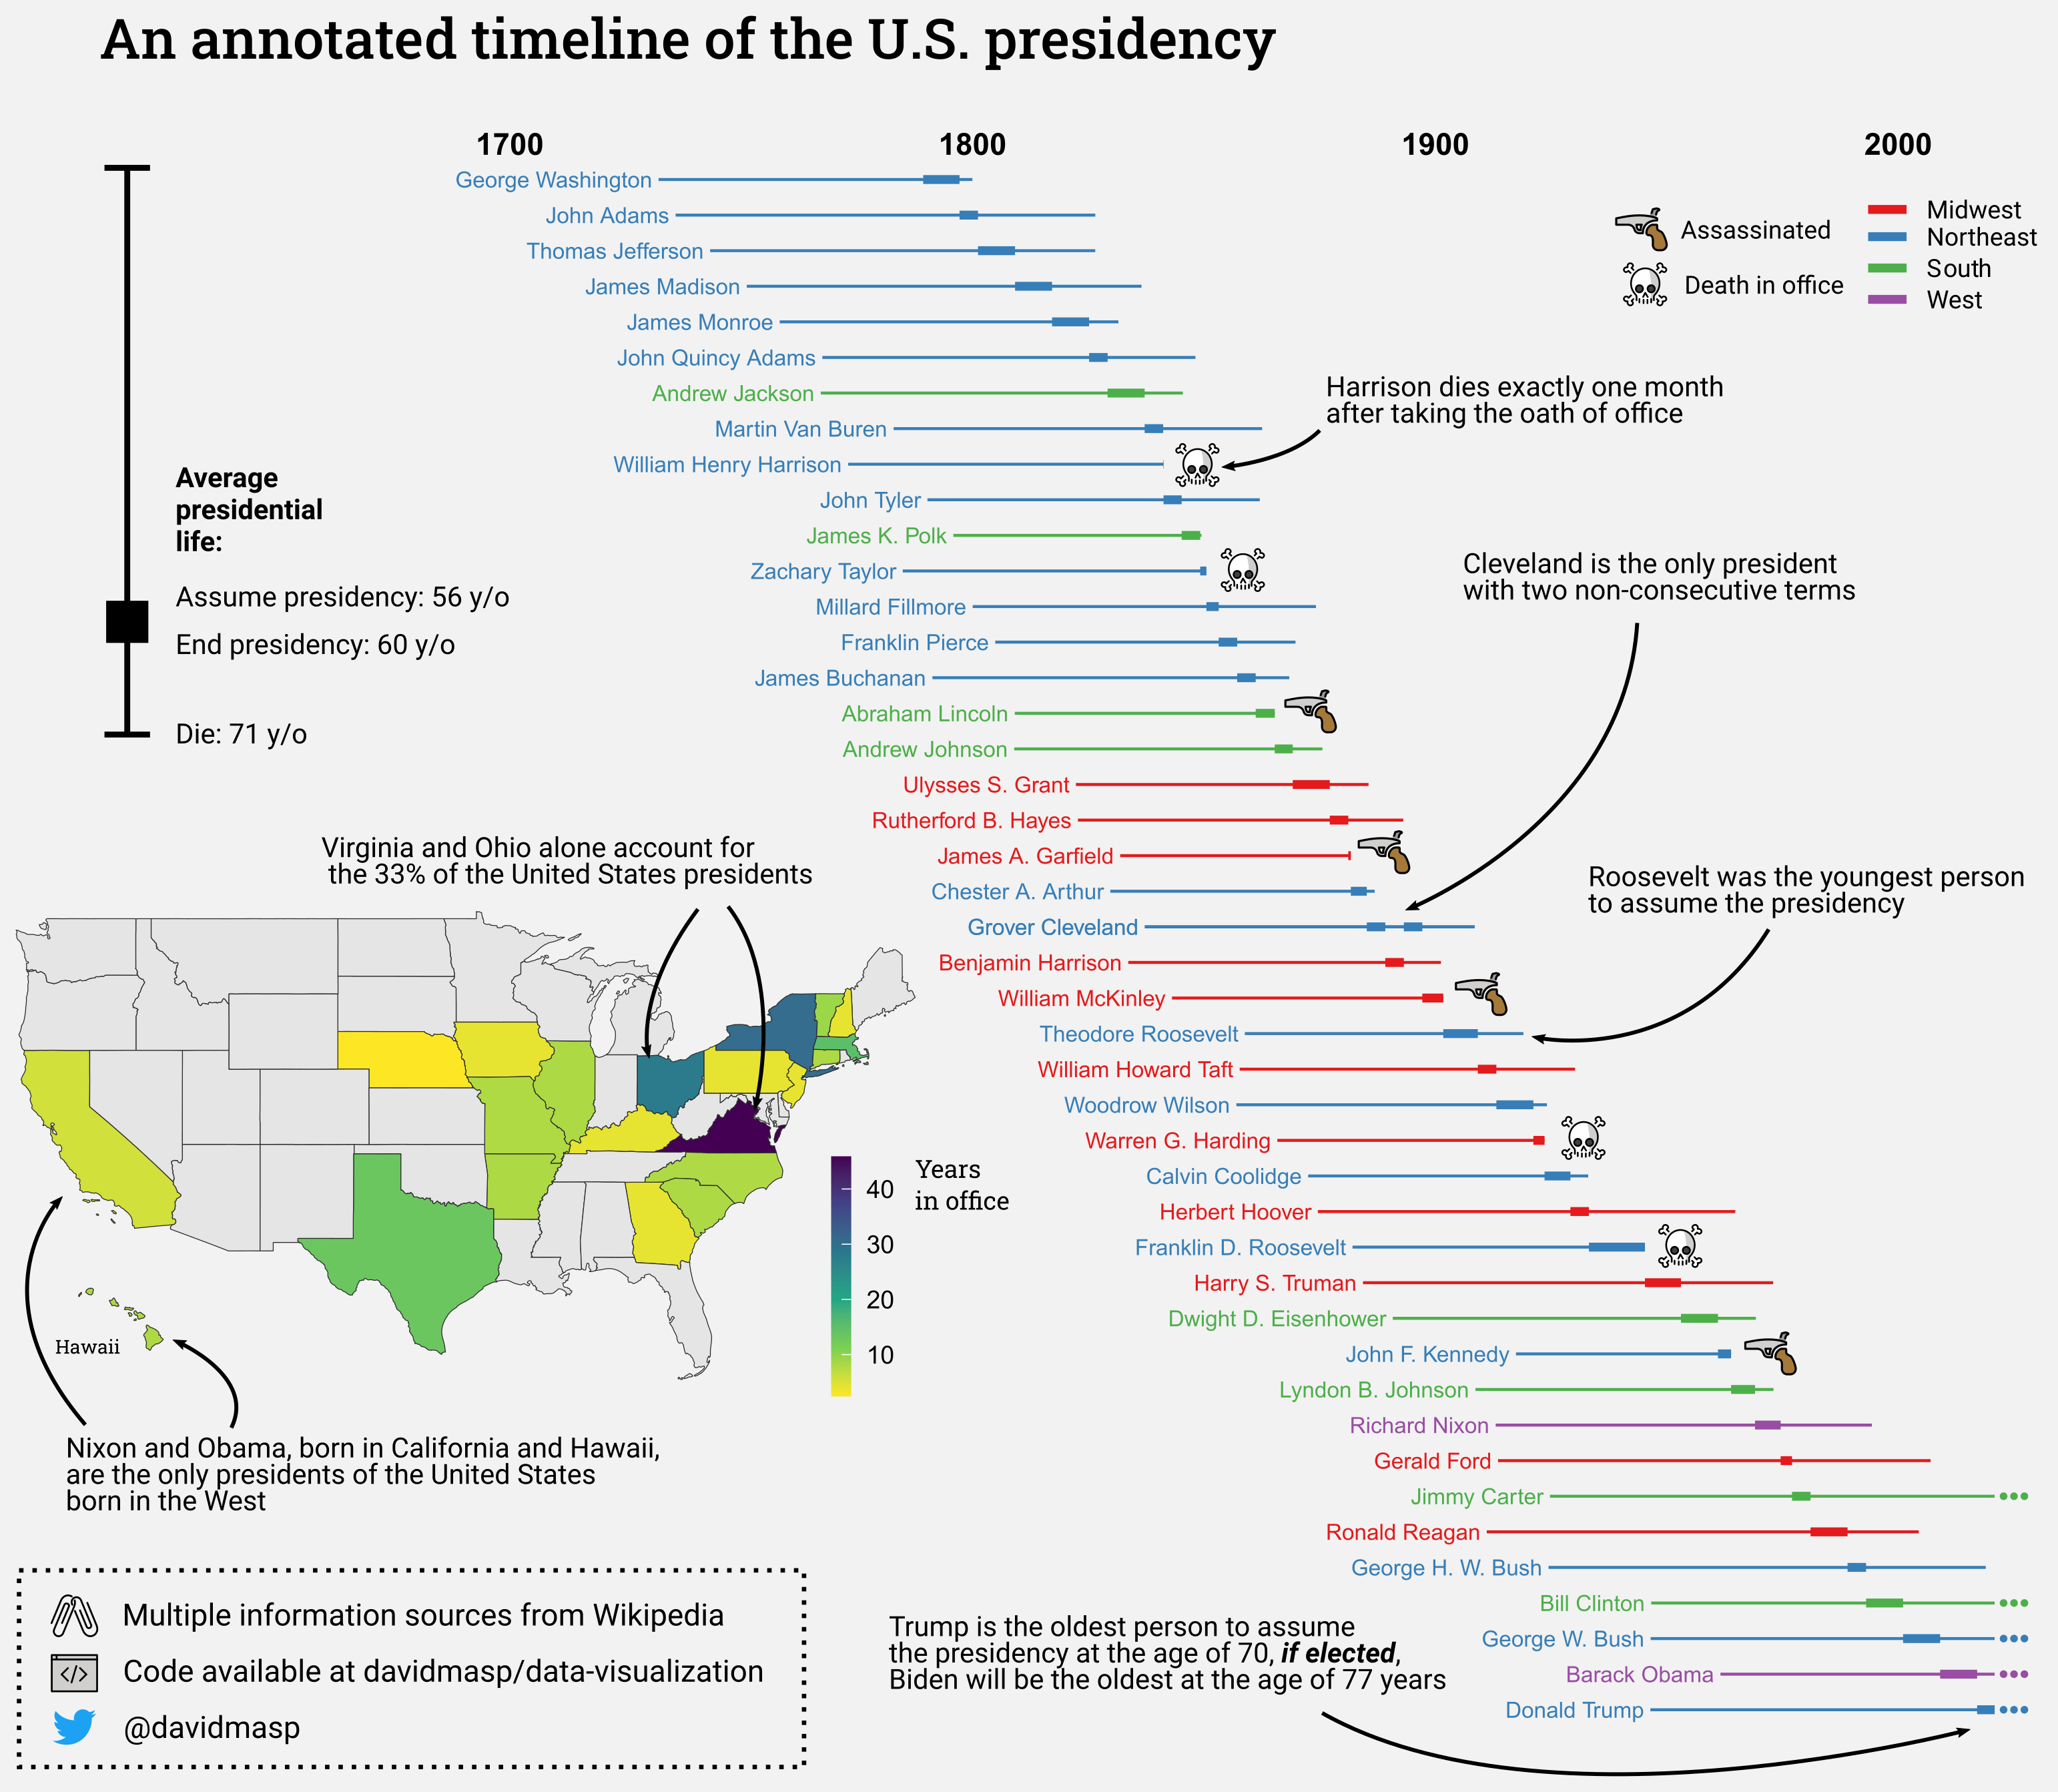 An annotated timeline of the U.S. presidency
1700 1800 1900 2000
George Washington
John Adams
Thomas Jefferson
James Madison
James Monroe
John Quincy Adams
Andrew Jackson
Martin Van Buren
William Henry Harrison
John Tyler
James K. Polk
Zachary Taylor
Millard Fillmore
Franklin Pierce
James Buchanan
Abraham Lincoln
Andrew Johnson
Ulysses S. Grant
Rutherford B. Hayes
James A. Garfield
Chester A. Arthur
Grover Cleveland
Benjamin Harrison
William McKinley
Theodore Roosevelt
William Howard Taft
Woodrow Wilson
Warren G. Harding
Calvin Coolidge
Herbert Hoover
Franklin D. Roosevelt
Harry S. Truman
Dwight D. Eisenhower
John F. Kennedy
Lyndon B. Johnson
Richard Nixon
Gerald Ford
Jimmy Carter
Ronald Reagan
George H. W. Bush
Bill Clinton
George W. Bush
Barack Obama
Donald Trump
Assassinated
Death in office
Midwest
Northeast
South
West
Harrison dies exactly one month
after taking the oath of office
Cleveland is the only president
with two non-consecutive terms
Roosevelt was the youngest person
to assume the presidency
Average
presidential
life:
Assume presidency: 56 y/o
End presidency: 60 y/o
Die: 71 y/o
Virginia and Ohio alone account for
the 33% of the United States presidents
Years
in office
40
30
20
10
Hawaii
Nixon and Obama, born in California and Hawaii,
are the only presidents of the United States
born in the West
Trump is the oldest person to assume
the presidency at the age of 70, if elected,
Biden will be the oldest at the age of 77 years
Multiple information sources from Wikipedia
</>
Code available at davidmasp/data-visualization
@davidmasp